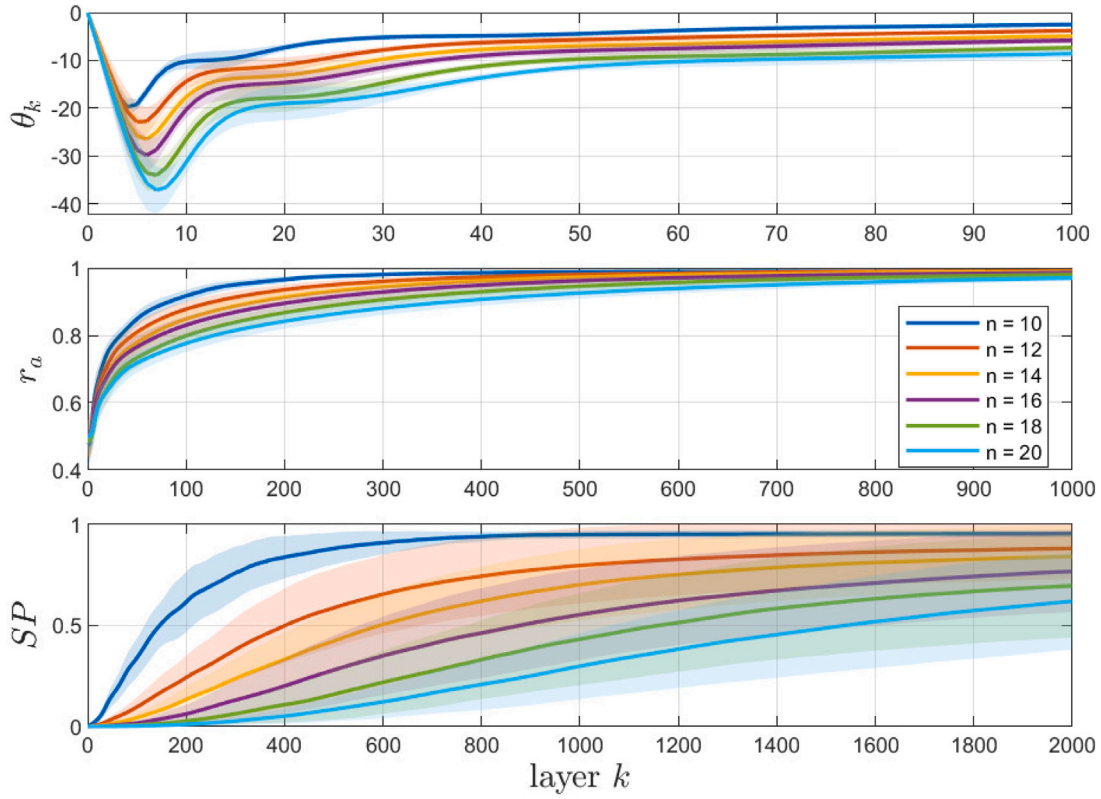 0
-10
-20
-30
-40
θk
0 10 20 30 40 50 60 70 80 90 100
1
0.8
0.6
0.4
ra
0 100 200 300 400 500 600 700 800 900 1000
n = 10
n = 12
n = 14
n = 16
n = 18
n = 20
1
0.5
0
SP
0 200 400 600 800 1000 1200 1400 1600 1800 2000
layer k